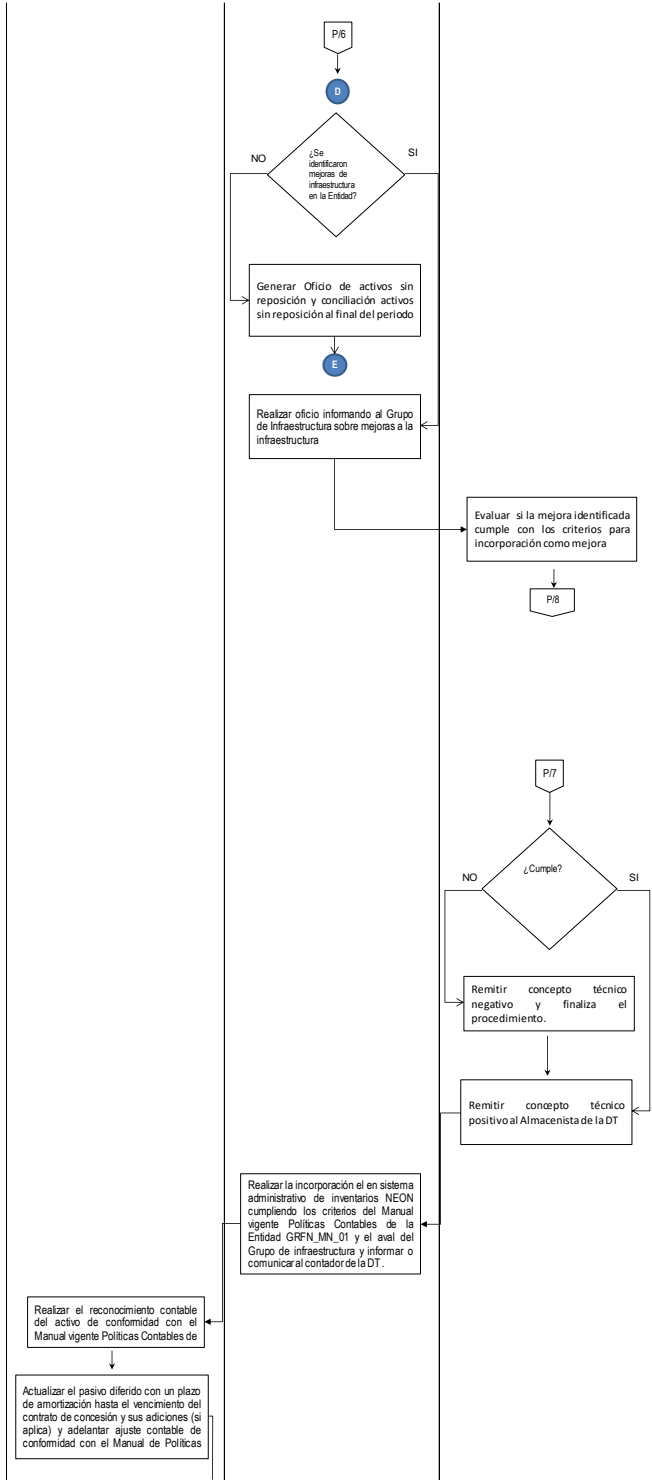 P/6
D
¿Se
identificaron
mejoras de
infraestructura
en la Entidad?
NO
SI
Generar Oficio de activos sin
reposición y conciliación activos
sin reposición al final del periodo
E
Realizar oficio informando al Grupo
de Infraestructura sobre mejoras a la
infraestructura
Evaluar si la mejora identificada
cumple con los criterios para
incorporación como mejora
P/8
P/7
¿Cumple?
NO
SI
Remitir concepto técnico
negativo y finaliza el
procedimiento.
Remitir concepto técnico
positivo al Almacenista de la DT
Realizar la incorporación el en sistema
administrativo de inventarios NEON
cumpliendo los criterios del Manual
vigente Políticas Contables de la
Entidad GRFN_MN_01 y el aval del
Grupo de infraestructura y informar o
comunicar al contador de la DT .
Realizar el reconocimiento contable
del activo de conformidad con el
Manual vigente Políticas Contables de
Actualizar el pasivo diferido con un plazo
de amortización hasta el vencimiento del
contrato de concesión y sus adiciones (si
aplica) y adelantar ajuste contable de
conformidad con el Manual de Políticas